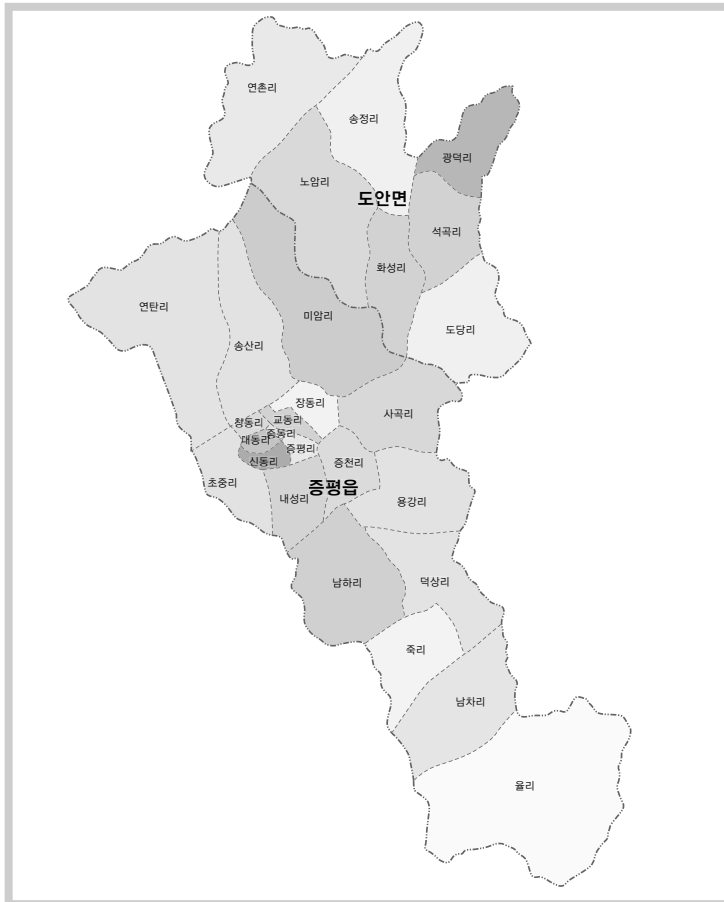 연촌리
송정리
광덕리
노암리
도안면
석곡리
화성리
연탄리
미암리
도당리
송산리
장동리
사곡리
창동리
교동리
증동리
대동리
증평리
신동리
증천리
초중리
증평읍
내성리
용강리
남하리
덕상리
죽리
남차리
율리